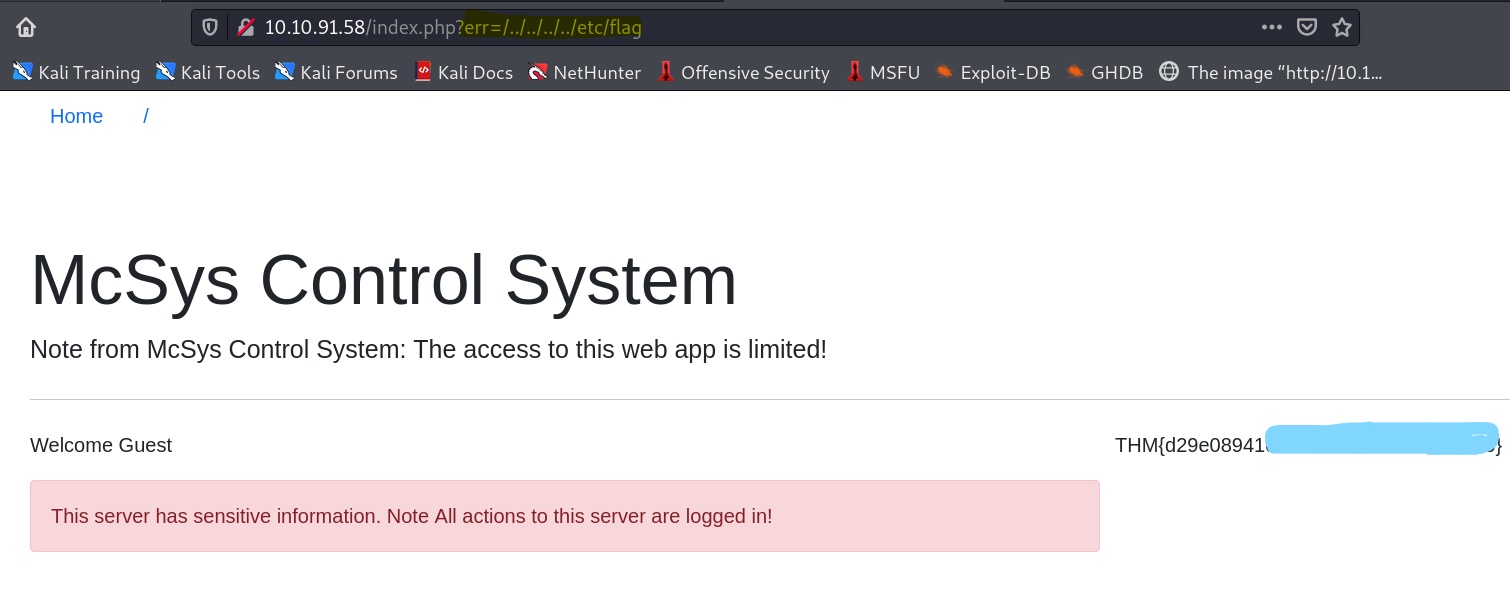 10.10.91.58/index.php?err=/../../../../etc/flag
Kali Training Kali Tools Kali Forums Kali Docs NetHunter Offensive Security MSFU Exploit-DB GHDB The image “http://10.1...
Home /
McSys Control System
Note from McSys Control System: The access to this web app is limited!
Welcome Guest THM{d29e08941
This server has sensitive information. Note All actions to this server are logged in!